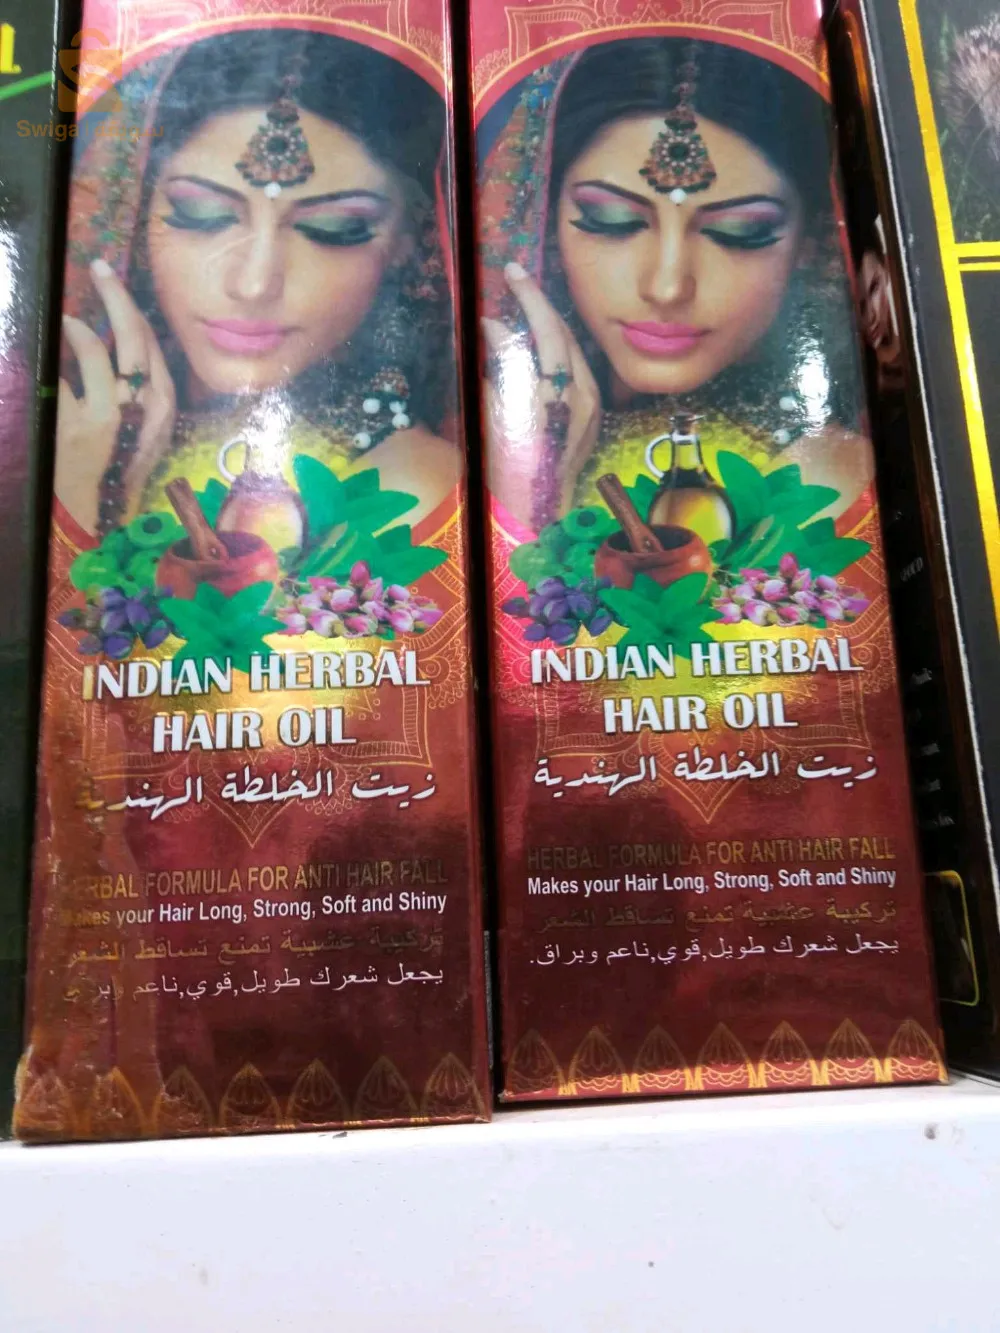 INDIAN HERBAL
HAIR OIL
زيت الخلطة الهندية
HERBAL FORMULA FOR ANTI HAIR FALL
Makes your Hair Long, Strong, Soft and Shiny
تركيبة عشبية تمنع تساقط الشعر
يجعل شعرك طويل,قوي,ناعم
INDIAN HERBAL
HAIR OIL
زيت الخلطة الهندية
HERBAL FORMULA FOR ANTI HAIR FALL
Makes your Hair Long, Strong, Soft and Shiny
تركيبة عشبية تمنع تساقط الشعر
يجعل شعرك طويل,قوي,ناعم وبراق.